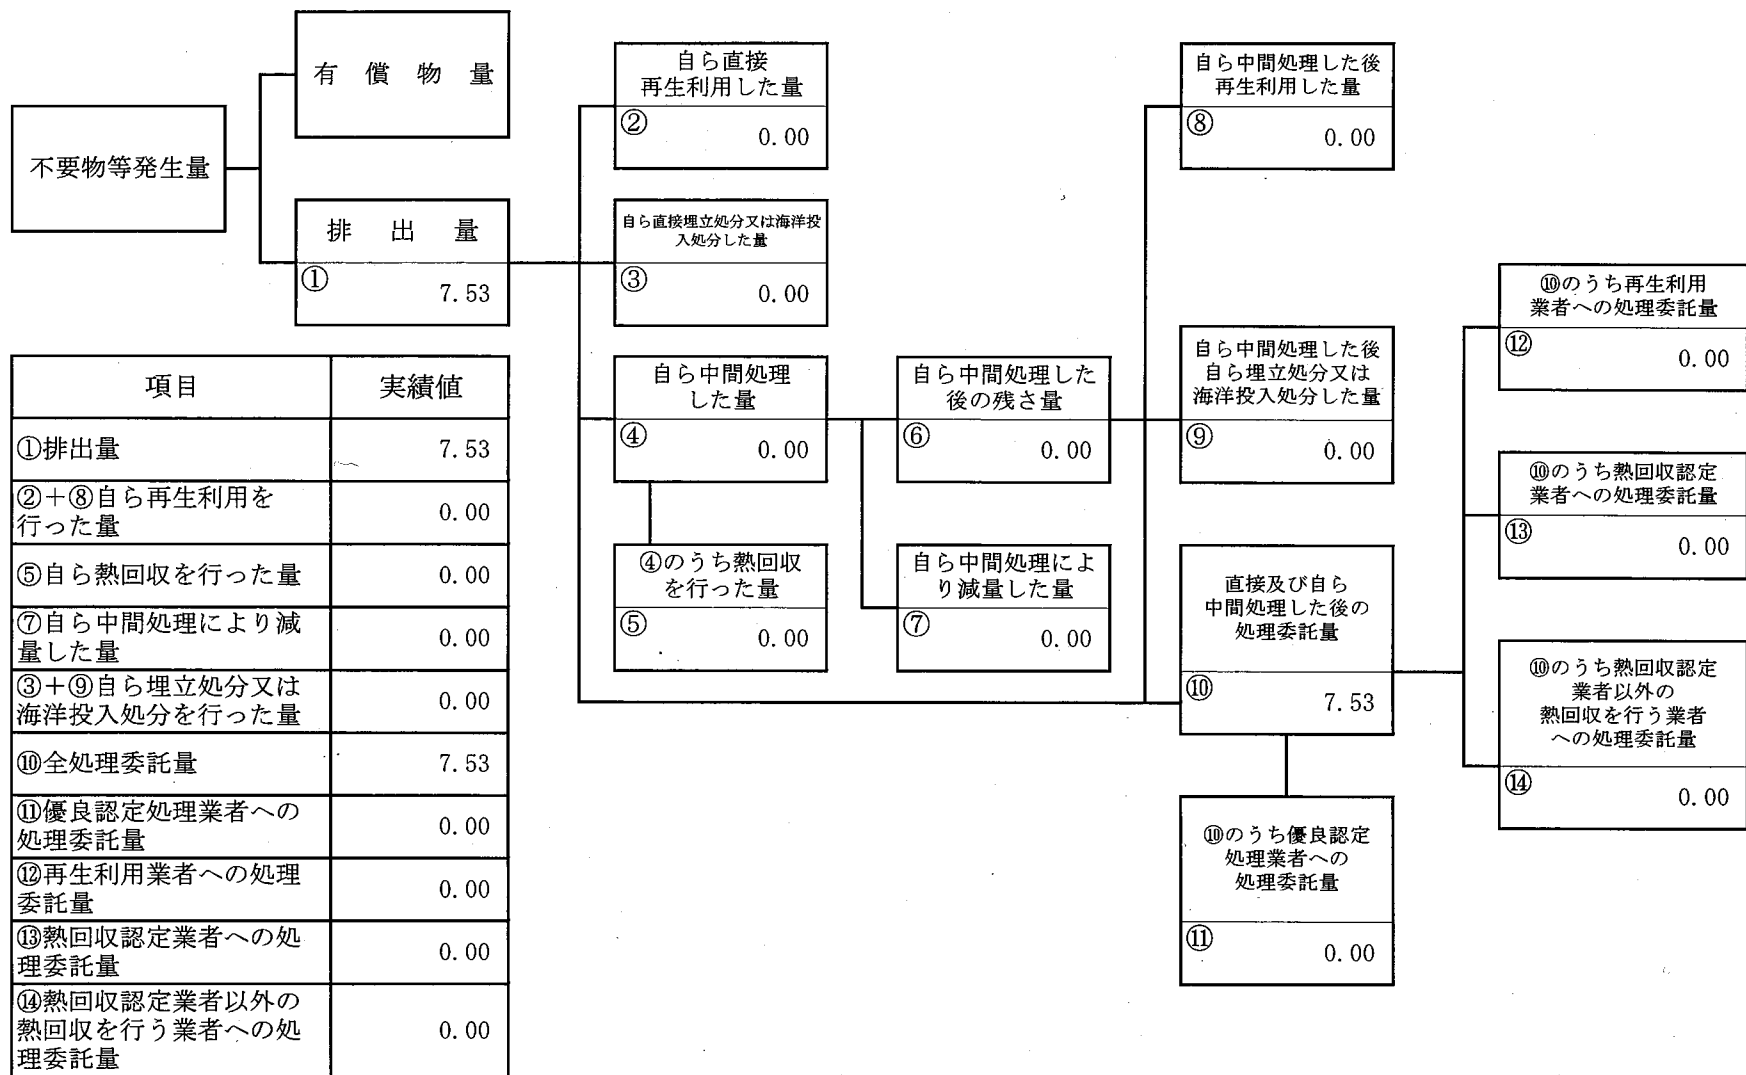 有 償 物 量
不要物等発生量
排 出 量
① 7.53
自ら直接
再生利用した量
② 0.00
自ら直接埋立処分又は海洋投
入処分した量
③ 0.00
自ら中間処理
した量
④ 0.00
④のうち熱回収
を行った量
⑤ 0.00
自ら中間処理した
後の残さ量
⑥ 0.00
自ら中間処理によ
り減量した量
⑦ 0.00
自ら中間処理した後
再生利用した量
⑧ 0.00
自ら中間処理した後
自ら埋立処分又は
海洋投入処分した量
⑨ 0.00
直接及び自ら
中間処理した後の
処理委託量
⑩ 7.53
⑩のうち優良認定
処理業者への
処理委託量
⑪ 0.00
⑩のうち再生利用
業者への処理委託量
⑫ 0.00
⑩のうち熱回収認定
業者への処理委託量
⑬ 0.00
⑩のうち熱回収認定
業者以外の
熱回収を行う業者
への処理委託量
⑭ 0.00
項目 実績値
①排出量 7.53
②+⑧自ら再生利用を
行った量 0.00
⑤自ら熱回収を行った量 0.00
⑦自ら中間処理により減
量した量 0.00
③+⑨自ら埋立処分又は
海洋投入処分を行った量 0.00
⑩全処理委託量 7.53
⑪優良認定処理業者への
処理委託量 0.00
⑫再生利用業者への処理
委託量 0.00
⑬熱回収認定業者への処
理委託量 0.00
⑭熱回収認定業者以外の
熱回収を行う業者への処
理委託量 0.00